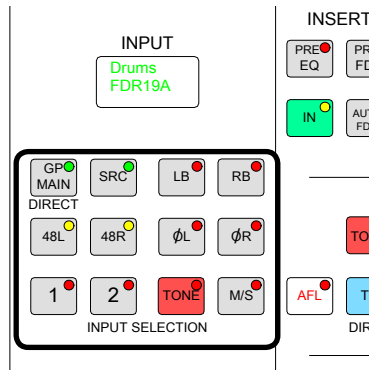 INSERT
INPUT
Drums
FDR19A
PRE
EQ
IN
GP
MAIN
SRC
LB
RB
DIRECT
48L
48R
ØL
ØR
1
2
TONE
M/S
AFL
INPUT SELECTION